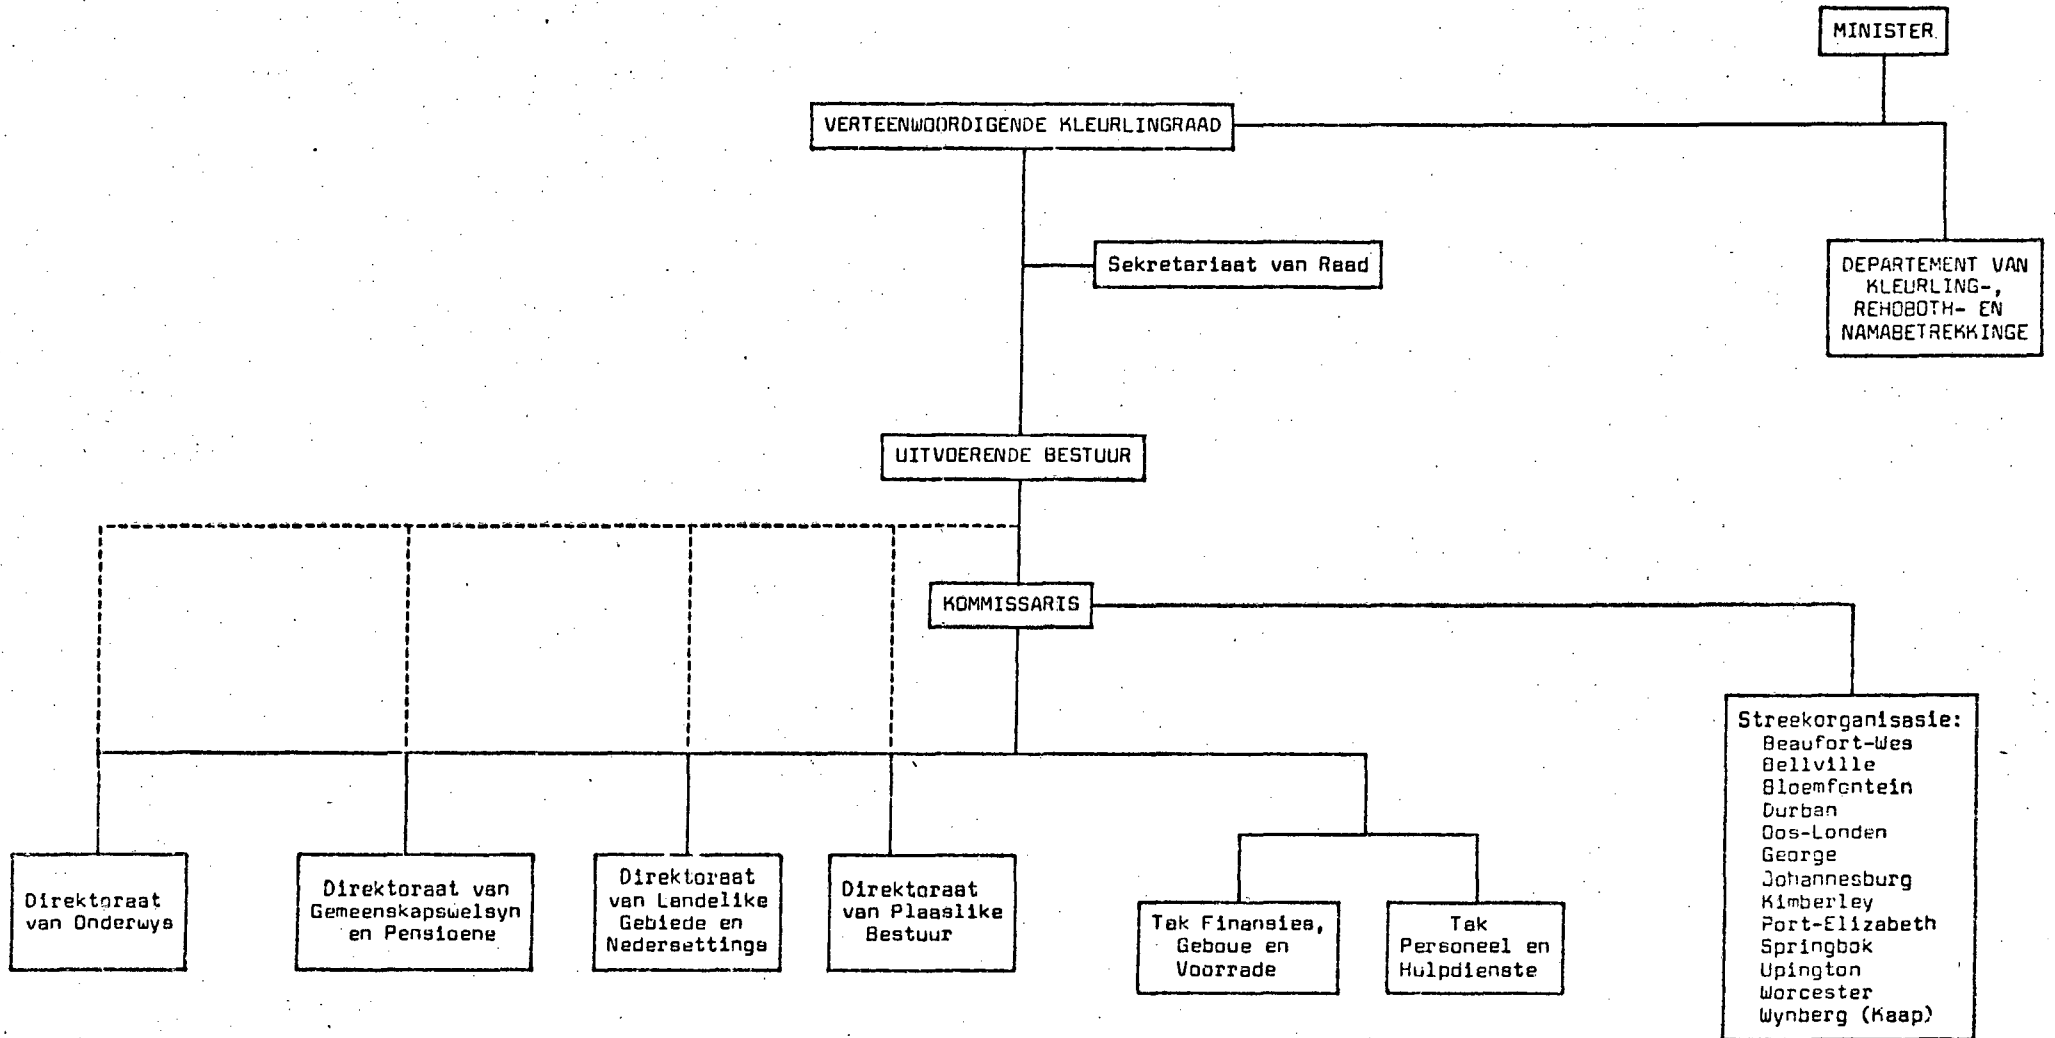 MINISTER
VERTEENWOORDIGENDE KLEURLINGRAAD
Sekretariaat van Raad
DEPARTEMENT VAN
KLEURLING-,
REHOBOTH- EN
NAMABETREKKINGE
UITVOERENDE BESTUUR
KOMMISSARIS
Direktoraat
van Onderwys
Direktoraat van
Gemeenskapswelsyn
en Pensioene
Direktoraat
van Landelike
Gebiede en
Nedersettings
Direktoraat
van Plaaslike
Bestuur
Tak Finansies,
Geboue en
Voorrade
Tak
Personeel en
Hulpdienste
Streekorganisasie:
Beaufort-Wes
Bellville
Bloemfontein
Durban
Oos-Londen
George
Johannesburg
Kimberley
Port-Elizabeth
Springbok
Upington
Worcester
Wynberg (Kaap)